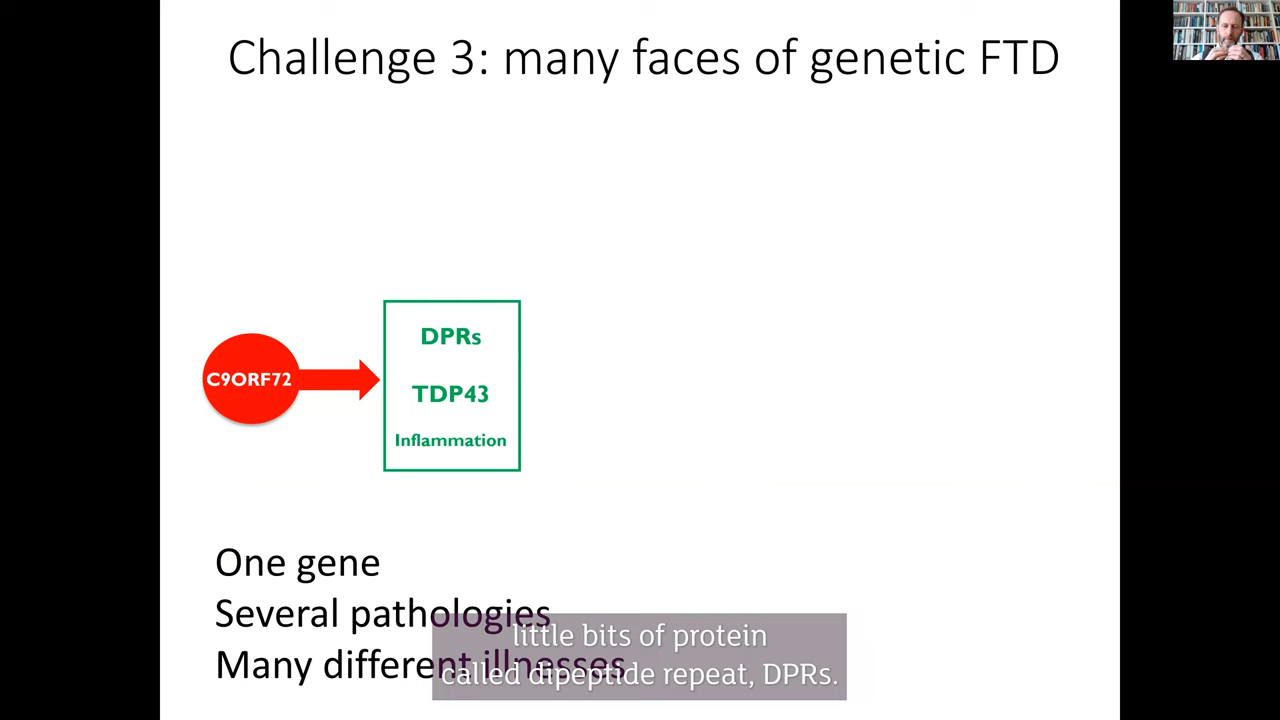 Challenge 3: many faces of genetic FTD
C9ORF72
DPRs
TDP43
Inflammation
One gene
Several pathologies
Many different illnesses
little bits of protein
called dipeptide repeat, DPRs.